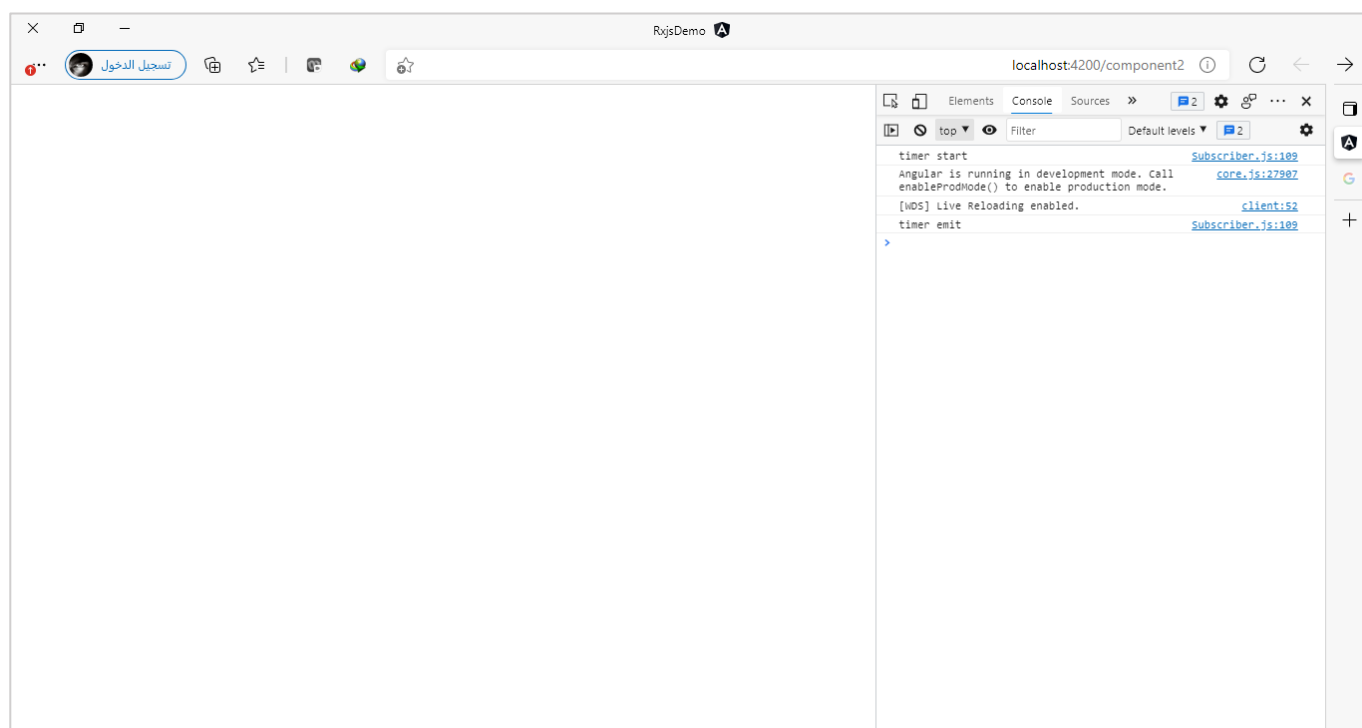 RxjsDemo
تسجيل الدخول
localhost:4200/component2
Elements Console Sources 2
top Filter Default levels 2
timer start Subscriber.js:109
Angular is running in development mode. Call core.js:27907
enableProdMode() to enable production mode.
[WDS] Live Reloading enabled. client:52
timer emit Subscriber.js:109